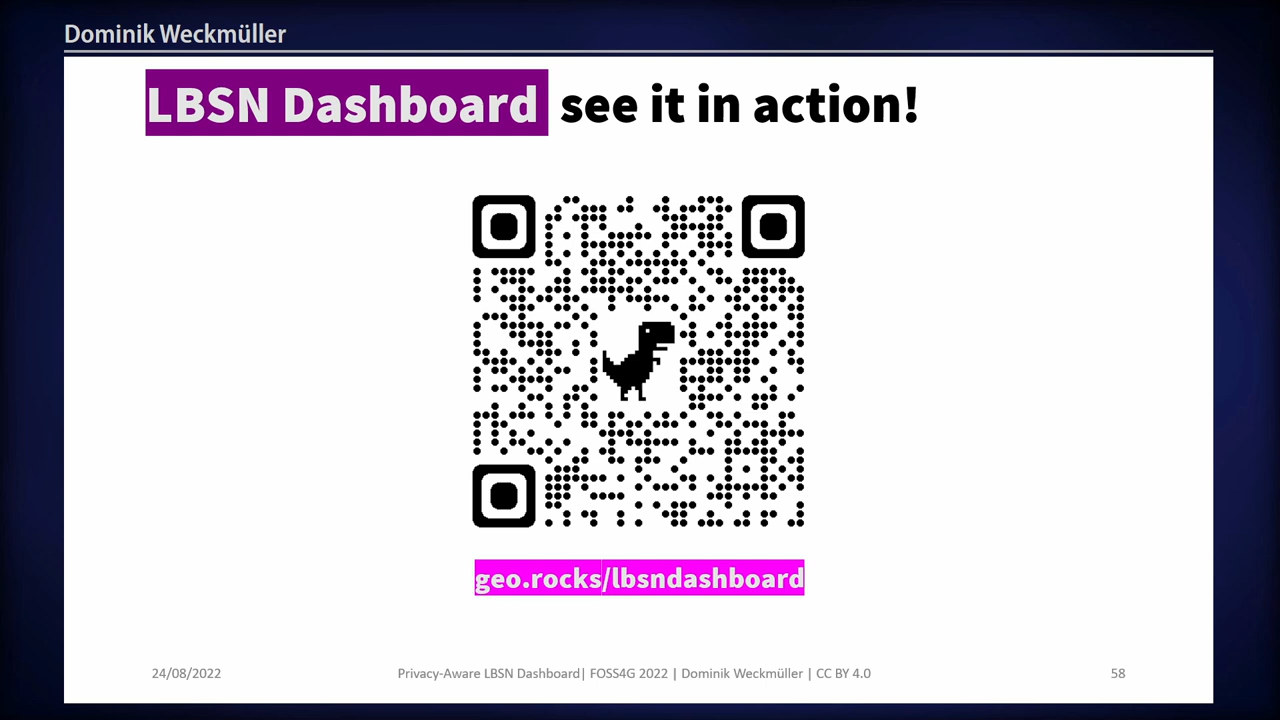 Dominik Weckmüller
LBSN Dashboard see it in action!
geo.rocks/lbsndashboard
24/08/2022
Privacy-Aware LBSN Dashboard| FOSS4G 2022 | Dominik Weckmüller | CC BY 4.0
58